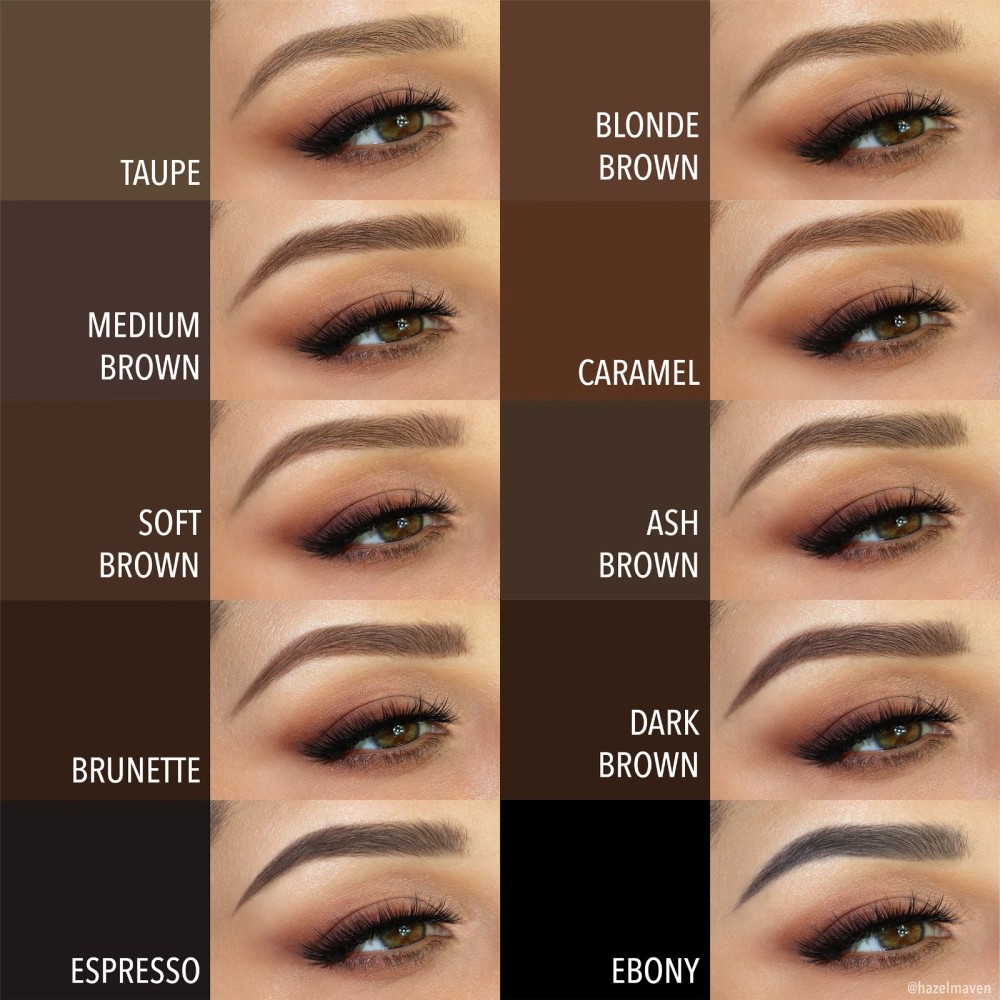 TAUPE
BLONDE
BROWN
MEDIUM
BROWN
CARAMEL
SOFT
BROWN
ASH
BROWN
BRUNETTE
DARK
BROWN
ESPRESSO
EBONY
@hazelmaven